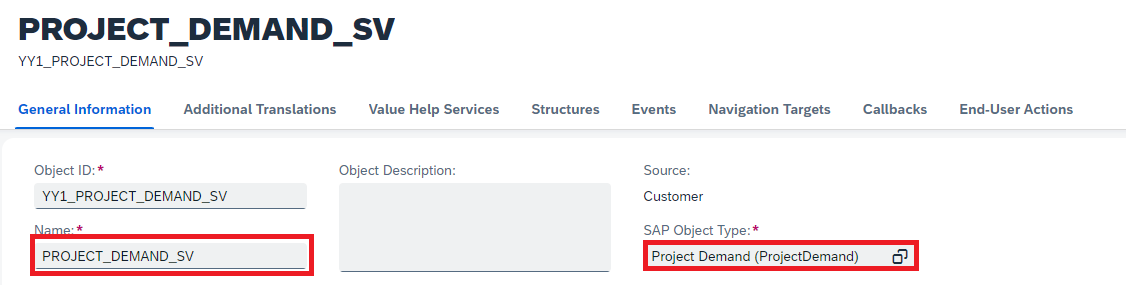 PROJECT_DEMAND_SV
YY1_PROJECT_DEMAND_SV
General Information Additional Translations Value Help Services Structures Events Navigation Targets Callbacks End-User Actions
Object ID:*
YY1_PROJECT_DEMAND_SV
Name:*
PROJECT_DEMAND_SV
Object Description:
Source:
Customer
SAP Object Type:*
Project Demand (ProjectDemand)